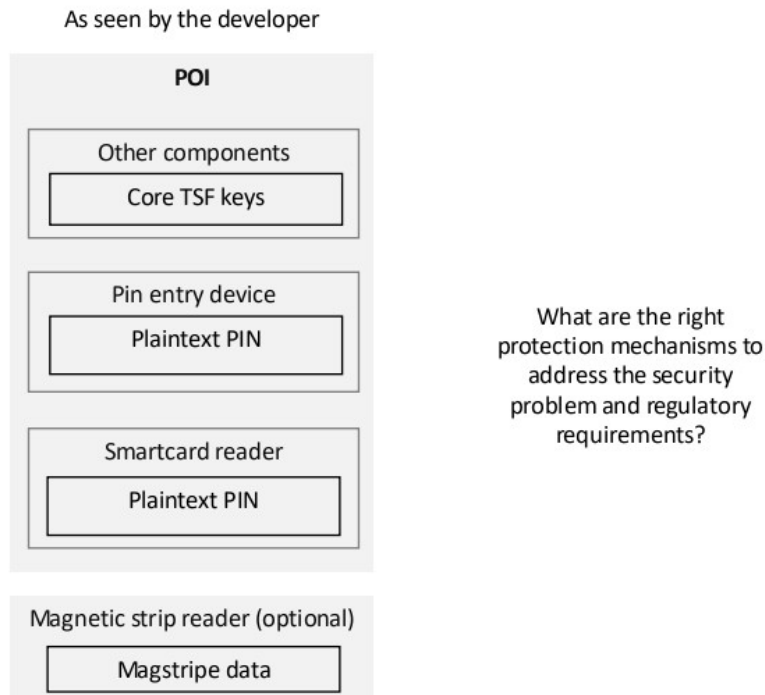 As seen by the developer
POI
Other components
Core TSF keys
Pin entry device
Plaintext PIN
Smartcard reader
Plaintext PIN
Magnetic strip reader (optional)
Magstripe data
What are the right
protection mechanisms to
address the security
problem and regulatory
requirements?